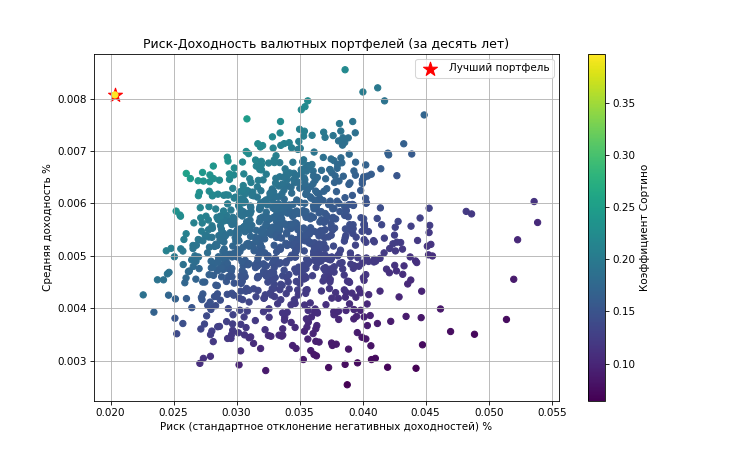 Риск-Доходность валютных портфелей (за десять лет)
Лучший портфель
0.008
0.007
0.006
0.005
0.004
0.003
Средняя доходность %
0.020 0.025 0.030 0.035 0.040 0.045 0.050 0.055
Риск (стандартное отклонение негативных доходностей) %
0.35
0.30
0.25
0.20
0.15
0.10
Коэффициент Сортино